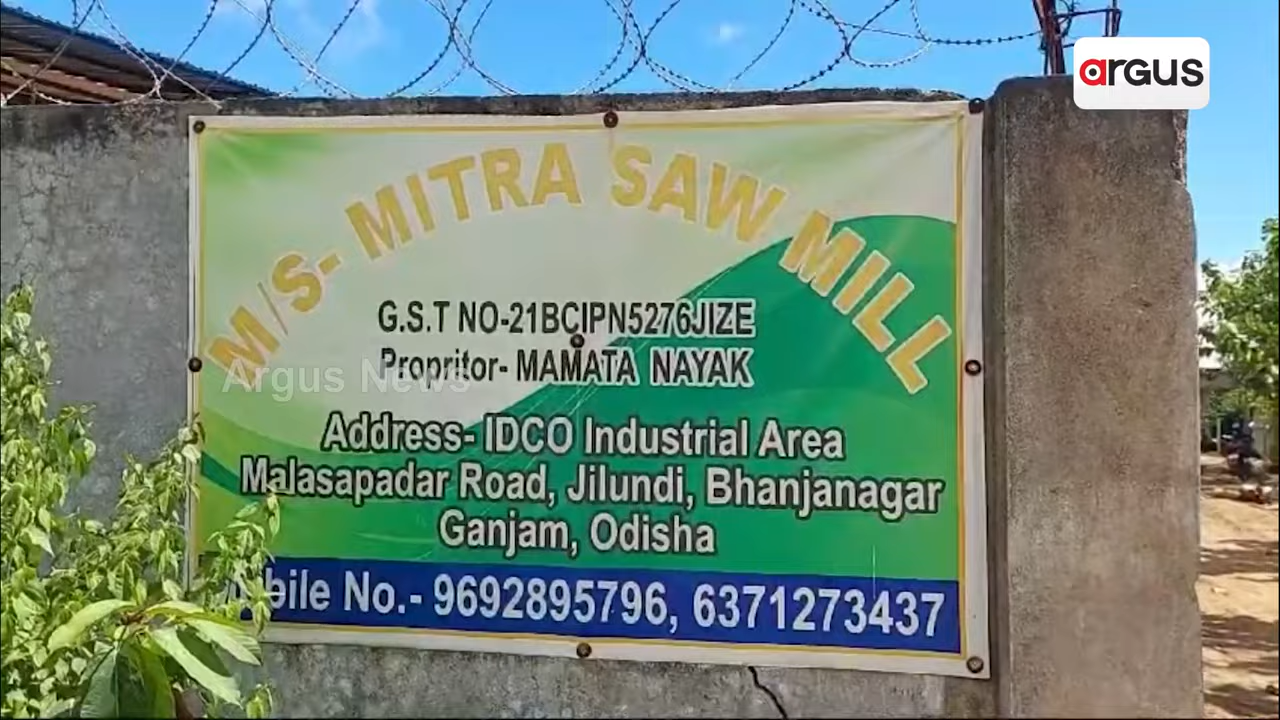 argus
M/S- MITRA SAW MILL
G.S.T NO-21BCIPN5276JIZE
Propritor- MAMATA NAYAK
Argus News
Address- IDCO Industrial Area
Malasapadar Road, Jilundi, Bhanjanagar
Ganjam, Odisha
bile No.- 9692895796, 6371273437